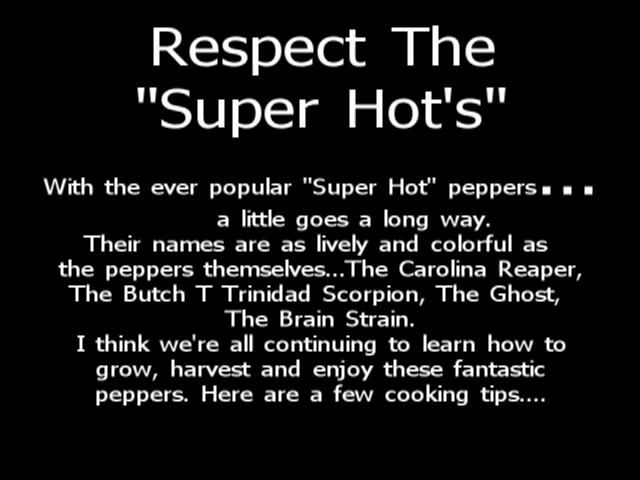 Respect The
"Super Hot's"
With the ever popular "Super Hot" peppers...
a little goes a long way.
Their names are as lively and colorful as
the peppers themselves...The Carolina Reaper,
The Butch T Trinidad Scorpion, The Ghost,
The Brain Strain.
I think we're all continuing to learn how to
grow, harvest and enjoy these fantastic
peppers. Here are a few cooking tips....